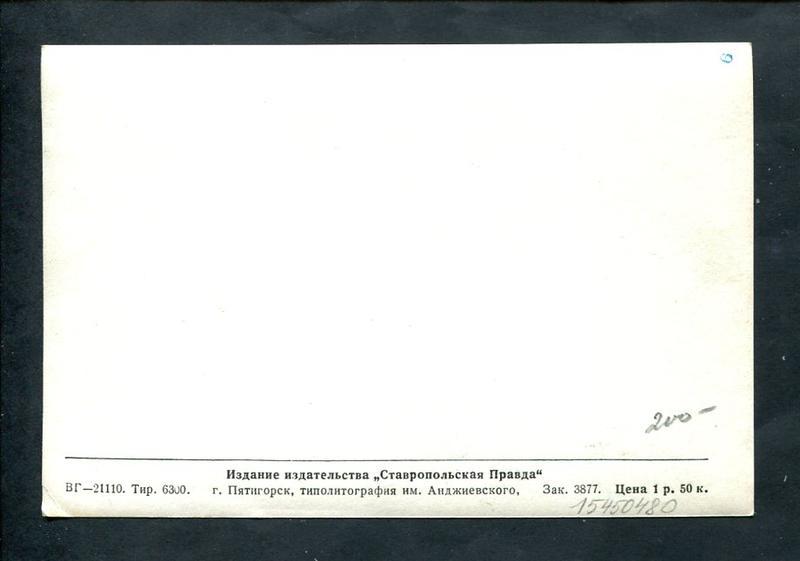 6
200-
Издание издательства „Ставропольская Правда“
ВГ—21110. Тир. 6300. г. Пятигорск, типолитография им. Анджиевского, Зак. 3877. Цена 1 р. 50 к.
15450480